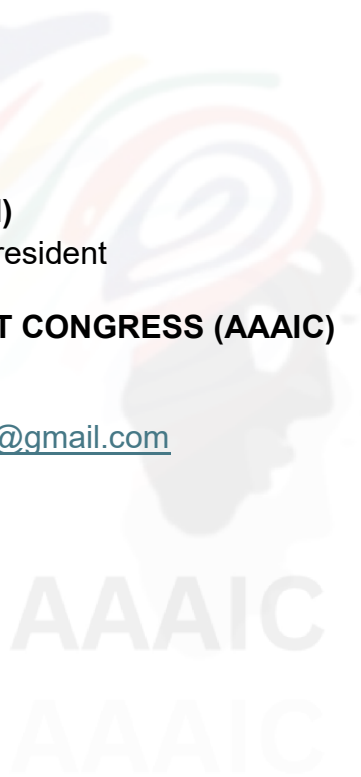 )
resident
T CONGRESS (AAAIC)
@gmail.com
AAAIC
AAAIC